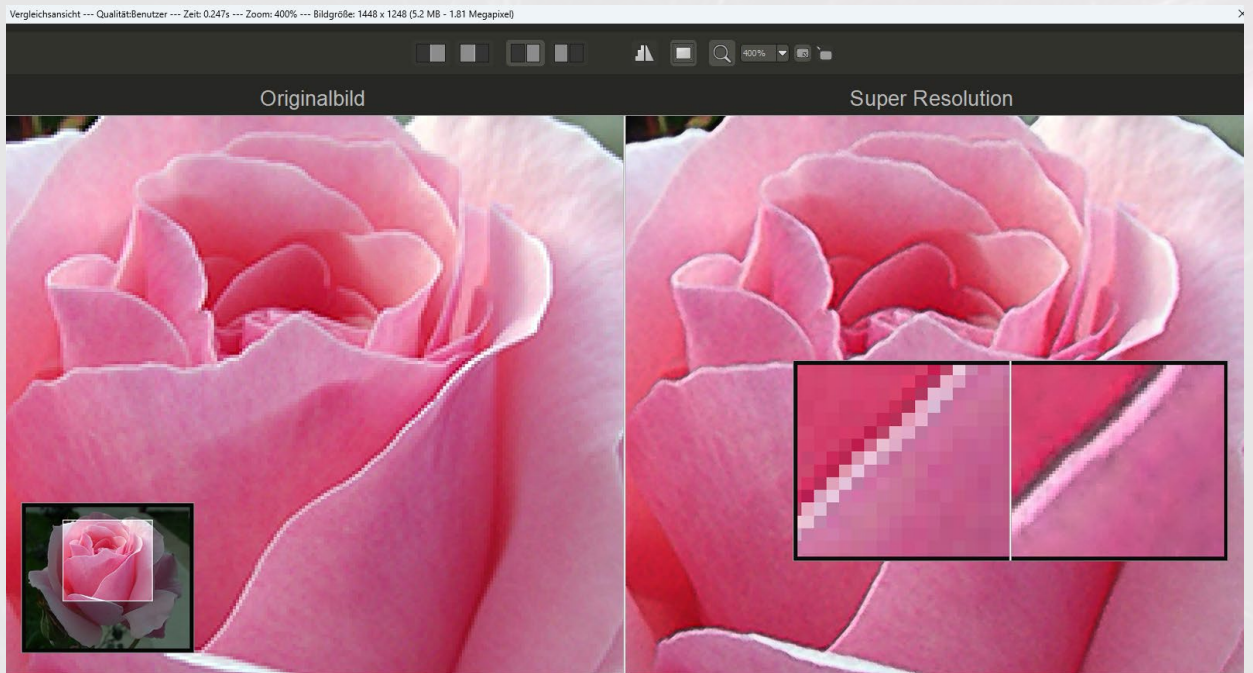 Vergleichsansicht --- Qualität:Benutzer --- Zeit: 0.247s --- Zoom: 400% --- Bildgröße: 1448 x 1248 (5.2 MB - 1.81 Megapixel)
400%
Originalbild
Super Resolution